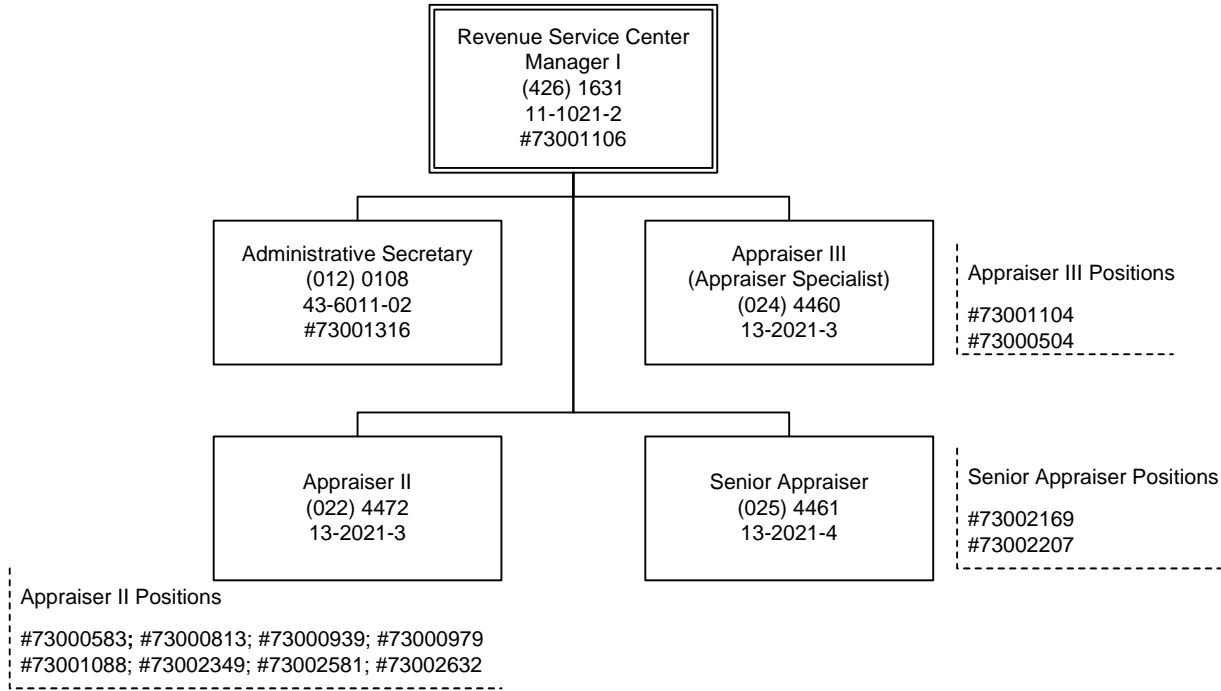 Revenue Service Center
Manager I
(426) 1631
11-1021-2
#73001106
Administrative Secretary
(012) 0108
43-6011-02
#73001316
Appraiser III
(Appraiser Specialist)
(024) 4460
13-2021-3
Appraiser III Positions
#73001104
#73000504
Appraiser II
(022) 4472
13-2021-3
Senior Appraiser
(025) 4461
13-2021-4
Senior Appraiser Positions
#73002169
#73002207
Appraiser II Positions
#73000583; #73000813; #73000939; #73000979
#73001088; #73002349; #73002581; #73002632